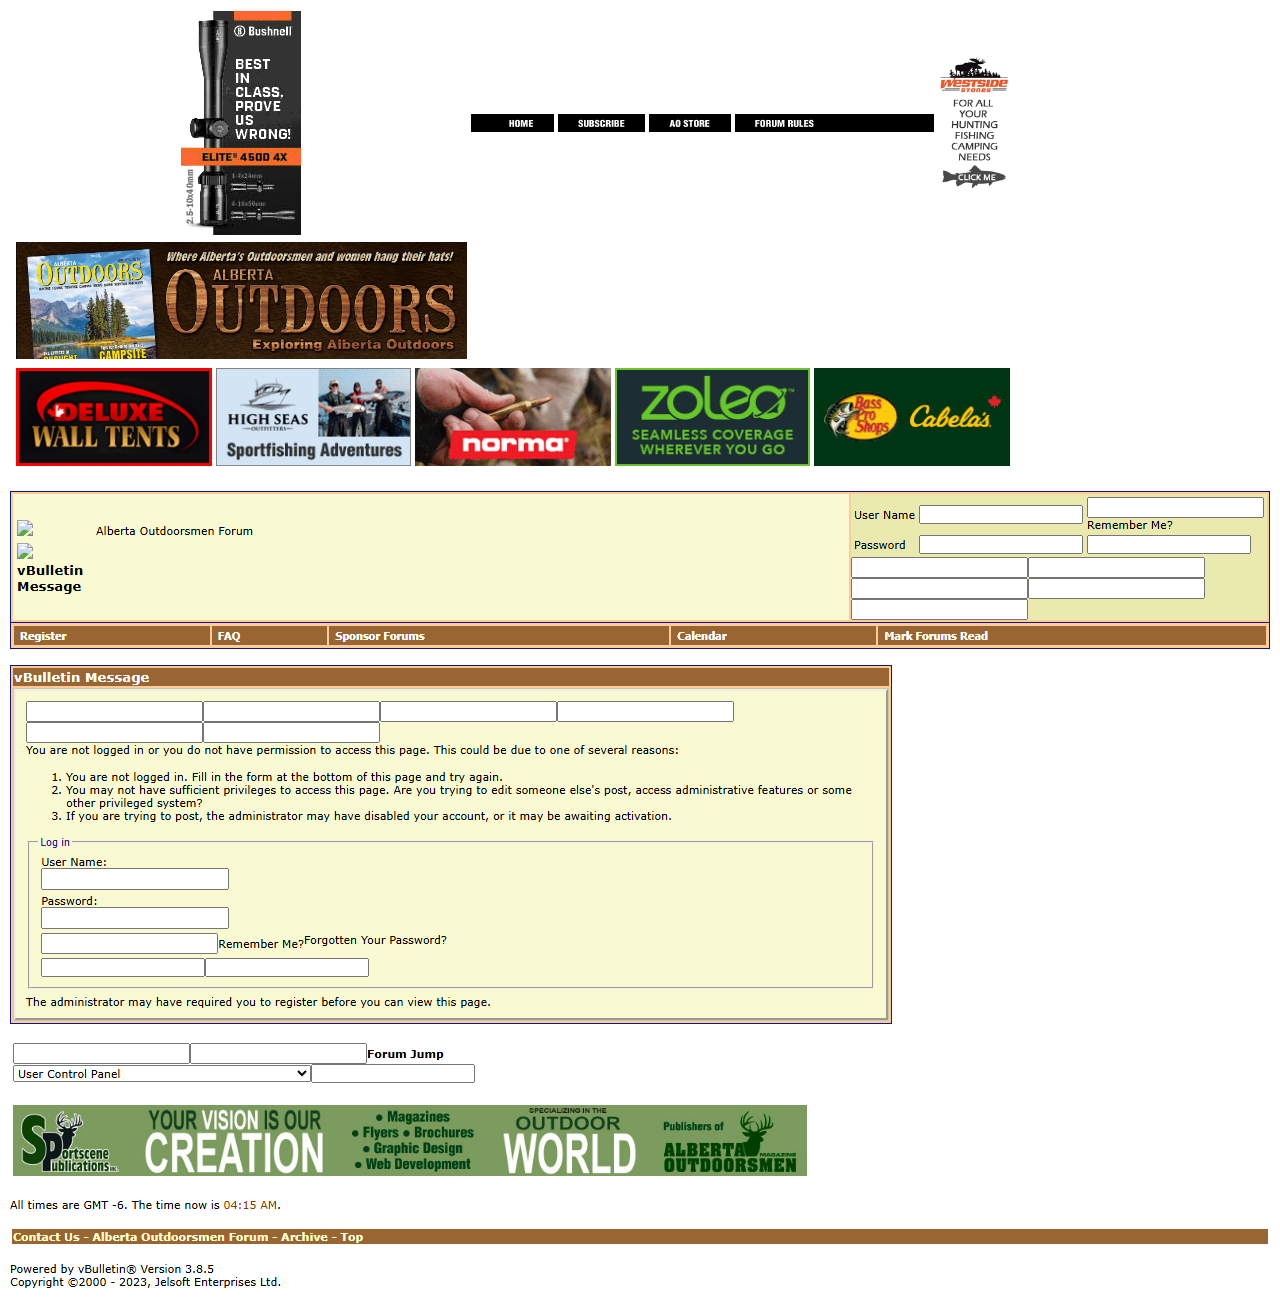 Bushnell
BEST
IN
CLASS,
PROVE
US
WRONG!
ELITE® 4500 4X
1-4x24mm
2.5-10x40mm
4-16x50mm
HOME
SUBSCRIBE
AO STORE
FORUM RULES
WESTSIDE
STORES
FOR ALL
YOUR
HUNTING
FISHING
CAMPING
NEEDS
CLICK ME
Where Alberta's Outdoorsmen and women hang their hats!
ALBERTA
OUTDOORS
CAMPSITE
ALBERTA
OUTDOORS
Exploring Alberta Outdoors
DELUXE
WALL TENTS
HIGH SEAS
OUTFITTERS
Sportfishing Adventures
norma
ZOLEO™
SEAMLESS COVERAGE
WHEREVER YOU GO
Bass Pro Shops
Cabela's
Alberta Outdoorsmen Forum
vBulletin
Message
User Name
Remember Me?
Password
Register
FAQ
Sponsor Forums
Calendar
Mark Forums Read
vBulletin Message
You are not logged in or you do not have permission to access this page. This could be due to one of several reasons:
1. You are not logged in. Fill in the form at the bottom of this page and try again.
2. You may not have sufficient privileges to access this page. Are you trying to edit someone else's post, access administrative features or some
other privileged system?
3. If you are trying to post, the administrator may have disabled your account, or it may be awaiting activation.
Log in
User Name:
Password:
Remember Me?Forgotten Your Password?
The administrator may have required you to register before you can view this page.
Forum Jump
User Control Panel
Sportscene
Publications Inc.
YOUR VISION IS OUR
CREATION
● Magazines
● Flyers ● Brochures
● Graphic Design
● Web Development
SPECIALIZING IN THE
OUTDOOR
WORLD
Publishers of
ALBERTA
OUTDOORSMEN
MAGAZINE
All times are GMT -6. The time now is 04:15 AM.
Contact Us - Alberta Outdoorsmen Forum - Archive - Top
Powered by vBulletin® Version 3.8.5
Copyright ©2000 - 2023, Jelsoft Enterprises Ltd.